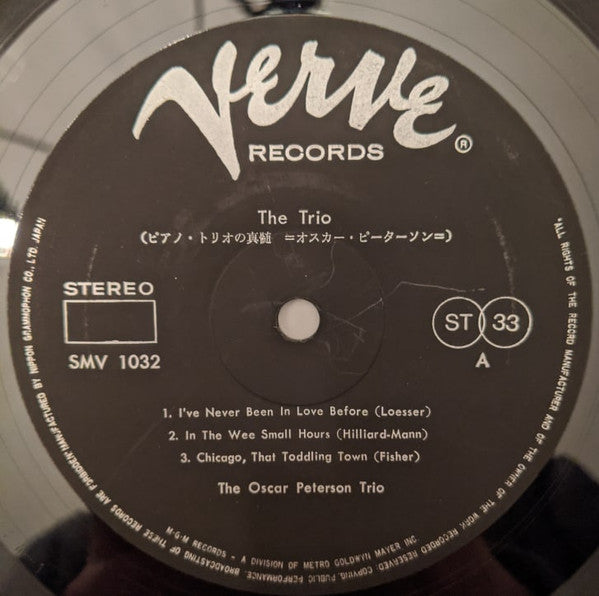 Verve
RECORDS ®
The Trio
(ピアノ・トリオの真髄 =オスカー・ピーターソン=)
STEREO
SMV 1032
ST 33
A
1. I've Never Been In Love Before (Loesser)
2. In The Wee Small Hours (Hilliard-Mann)
3. Chicago, That Toddling Town (Fisher)
The Oscar Peterson Trio
M-G-M RECORDS - A DIVISION OF METRO GOLDWYN MAYER INC.
"ALL RIGHTS OF THE RECORD MANUFACTURER AND OF THE OWNER OF THE WORK, RECORDED RESERVED. COPYING, PUBLIC PERFORMANCE, BROADCASTING OF THESE RECORDS ARE FORBIDDEN" MANUFACTURED BY NIPPON GRAMMOPHON CO., LTD. JAPAN